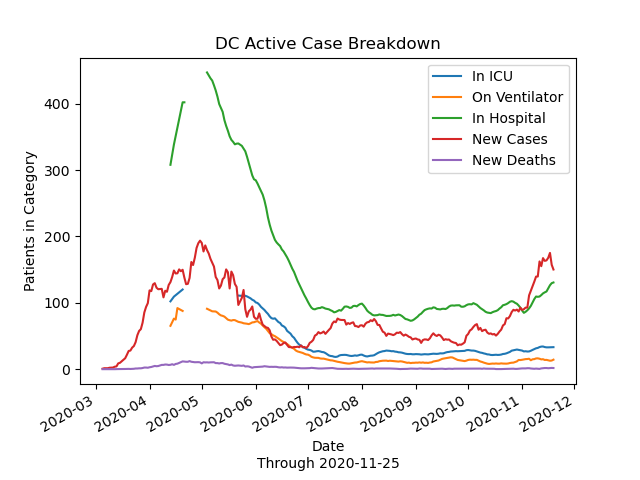 DC Active Case Breakdown
In ICU
On Ventilator
In Hospital
New Cases
New Deaths
Patients in Category
400
300
200
100
0
2020-03
2020-04
2020-05
2020-06
2020-07
2020-08
2020-09
2020-10
2020-11
2020-12
Date
Through 2020-11-25